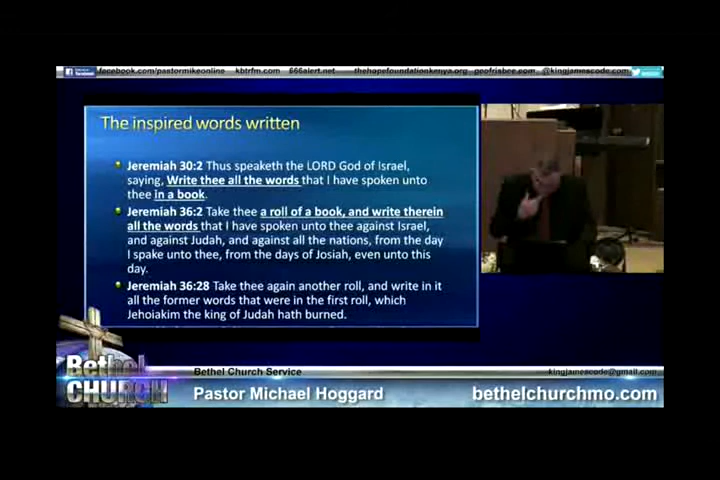 facebook.com/pastormikeonline kbtrfm.com 666alert.net thehopefoundationkenya.org geofrisbee.com @kingjamescode.com
The inspired words written
Jeremiah 30:2 Thus speaketh the LORD God of Israel,
saying, Write thee all the words that I have spoken unto
thee in a book.
Jeremiah 36:2 Take thee a roll of a book, and write therein
all the words that I have spoken unto thee against Israel,
and against Judah, and against all the nations, from the day
I spake unto thee, from the days of Josiah, even unto this
day.
Jeremiah 36:28 Take thee again another roll, and write in it
all the former words that were in the first roll, which
Jehoiakim the king of Judah hath burned.
Bethel
CHURCH
Bethel Church Service kingjamescode@gmail.com
Pastor Michael Hoggard bethelchurchmo.com